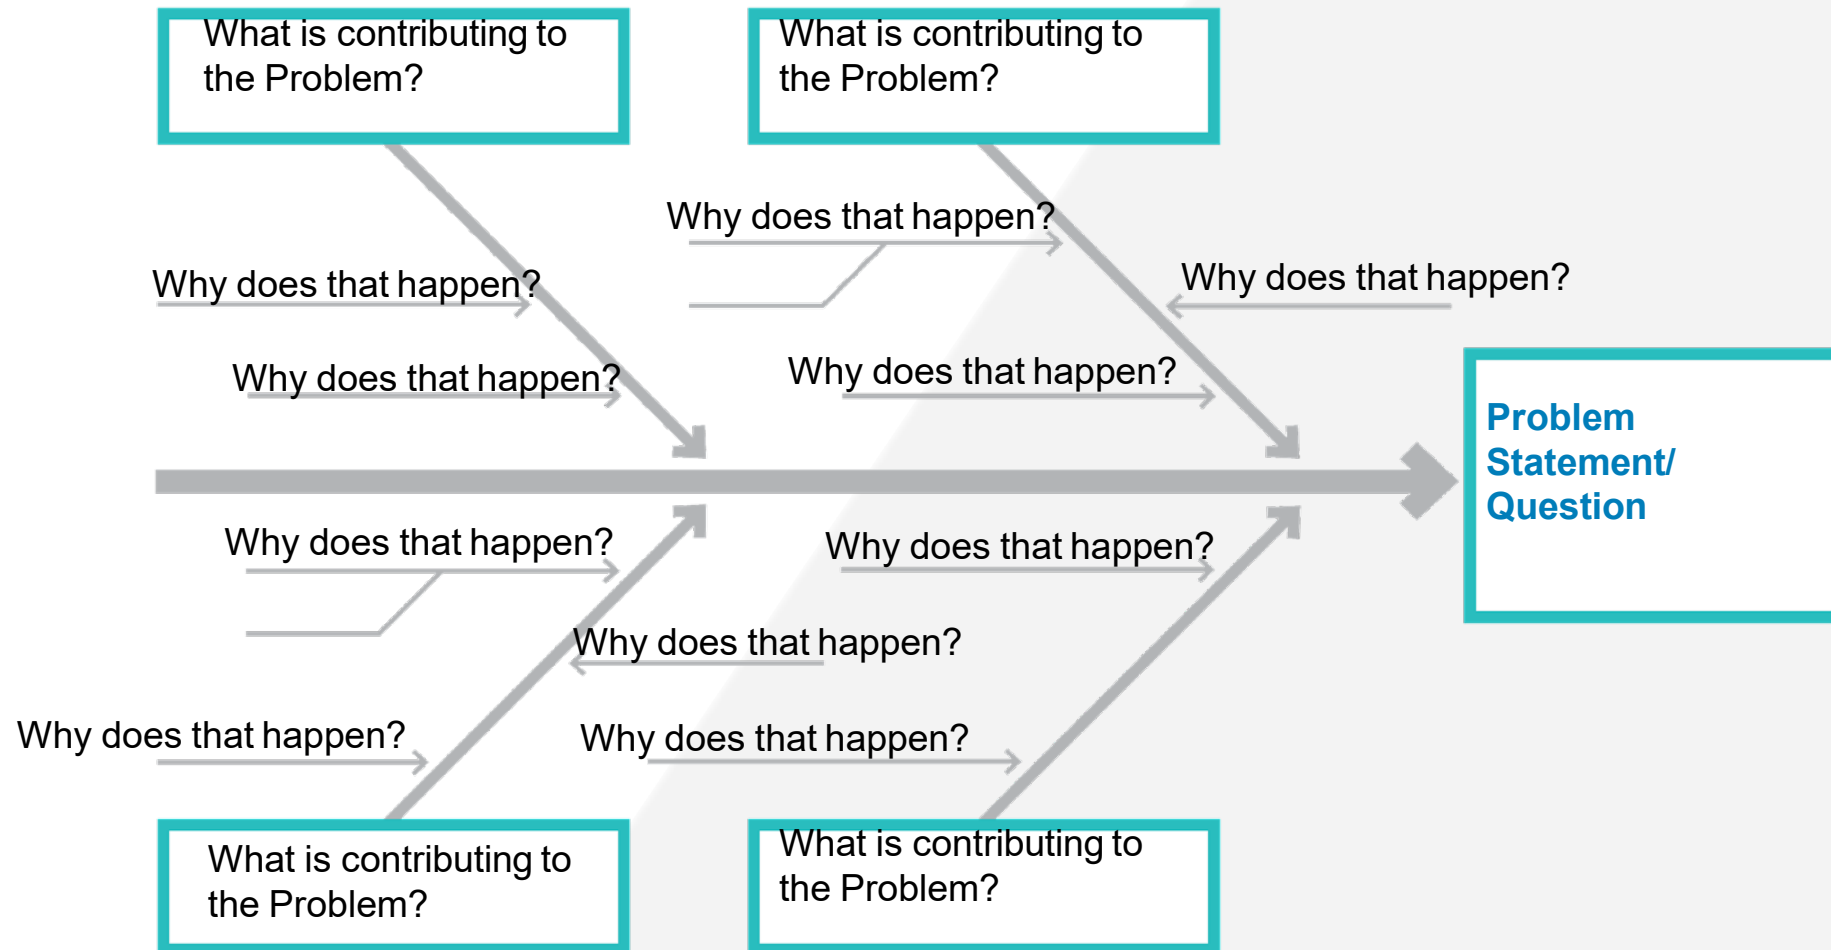 What is contributing to
the Problem?
What is contributing to
the Problem?
Why does that happen?
Why does that happen?
Why does that happen?
Why does that happen?
Why does that happen?
Problem
Statement/
Question
Why does that happen?
Why does that happen?
Why does that happen?
Why does that happen?
Why does that happen?
What is contributing to
the Problem?
What is contributing to
the Problem?